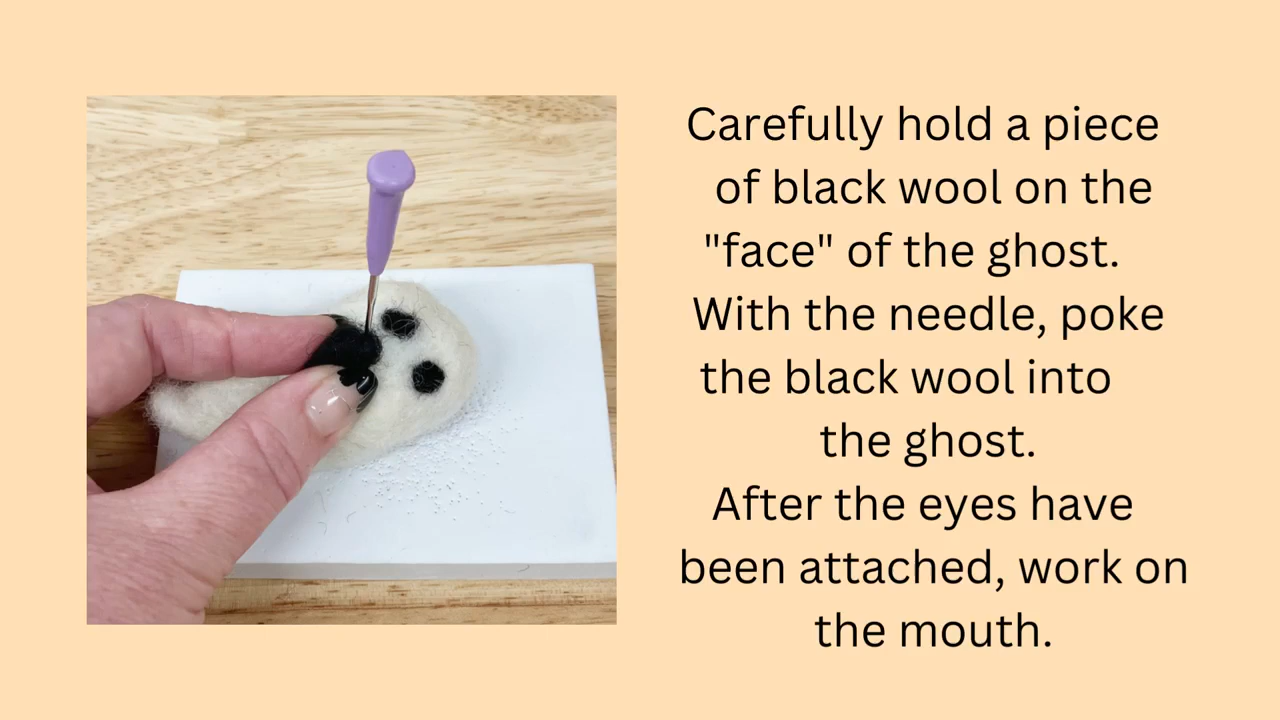 Carefully hold a piece
of black wool on the
"face" of the ghost.
With the needle, poke
the black wool into
the ghost.
After the eyes have
been attached, work on
the mouth.